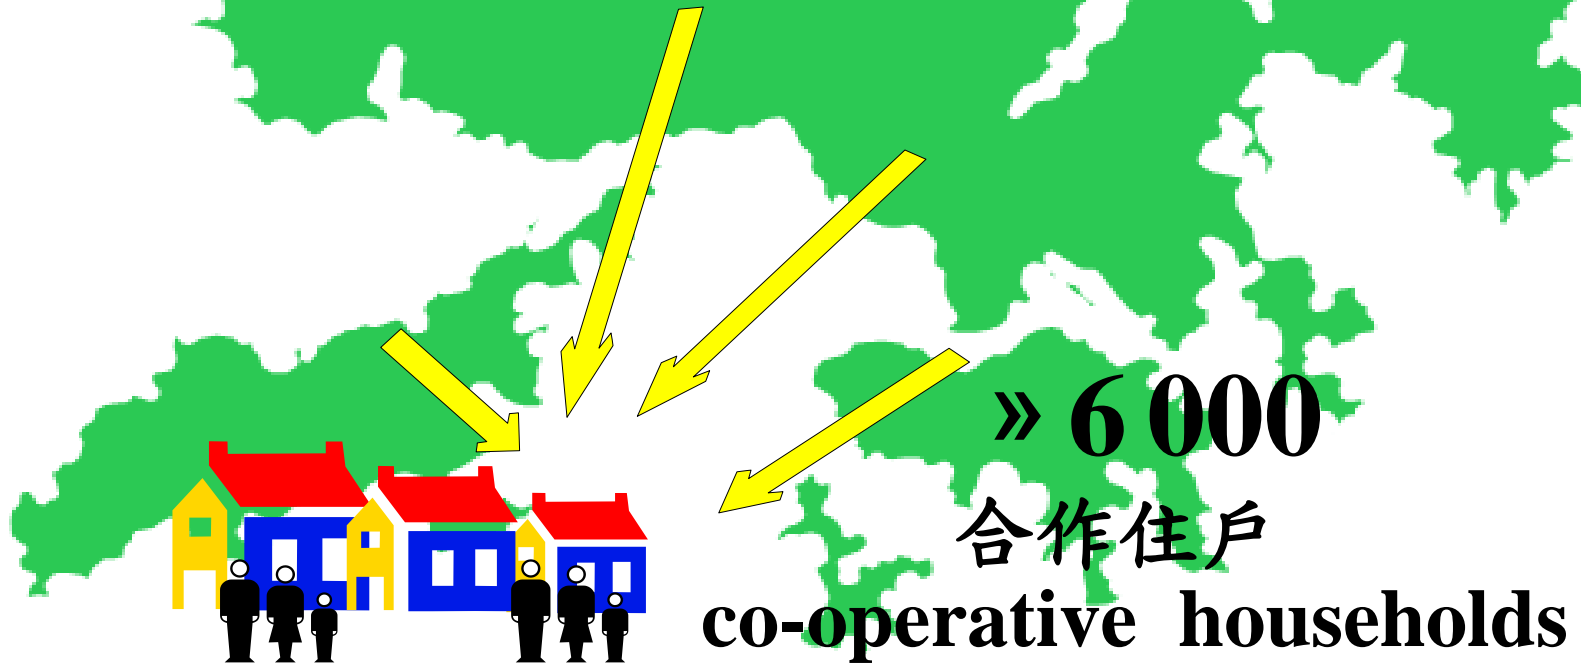 » 6 000
合作住戶
co-operative households